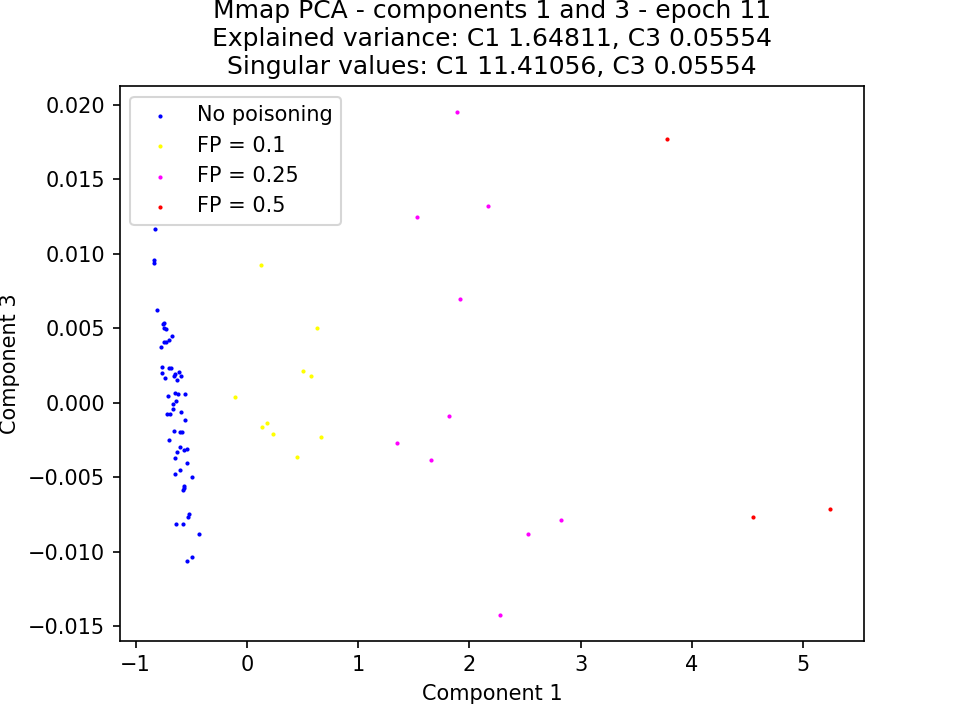 Mmap PCA - components 1 and 3 - epoch 11
Explained variance: C1 1.64811, C3 0.05554
Singular values: C1 11.41056, C3 0.05554
No poisoning
FP = 0.1
FP = 0.25
FP = 0.5
0.020
0.015
0.010
0.005
0.000
−0.005
−0.010
−0.015
Component 3
−1 0 1 2 3 4 5
Component 1